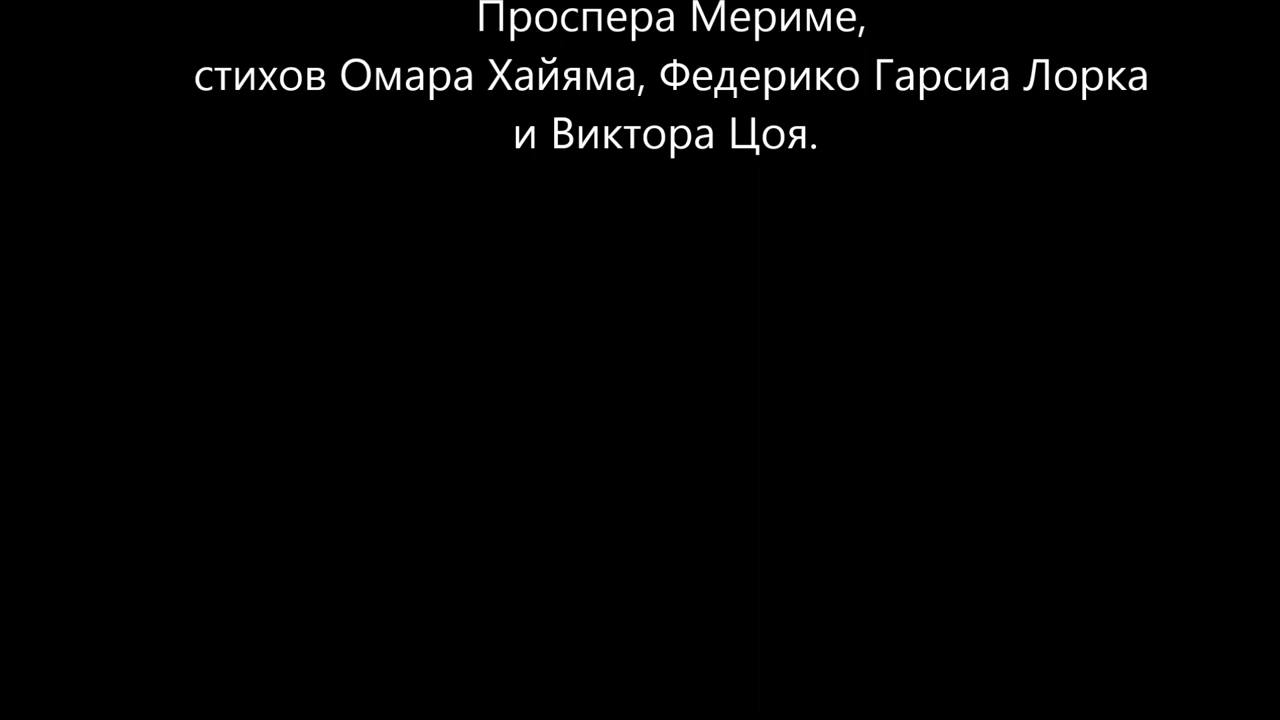 Проспера Мериме,
стихов Омара Хайяма, Федерико Гарсиа Лорка
и Виктора Цоя.